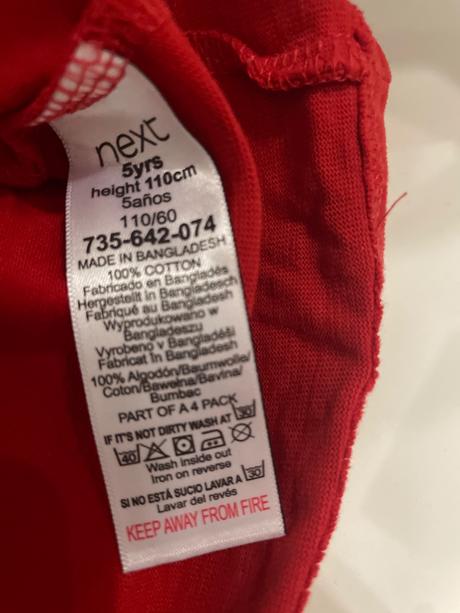 next
5yrs
height 110cm
5años
110/60
735-642-074
MADE IN BANGLADESH
100% COTTON
Fabricado en Bangladés
Hergestellt in Bangladesch
Fabriqué au Bangladesh
Wyprodukowano w
Bangladeszu
Vyrobeno v Bangladéši
Fabricat în Bangladesh
100% Algodón/Baumwolle/
Coton/Bawełna/Bavlna/
Bumbac
PART OF A 4 PACK
IF IT'S NOT DIRTY WASH AT 30
40
Wash inside out
Iron on reverse
SI NO ESTÁ SUCIO LAVAR A 30
Lavar del revés
KEEP AWAY FROM FIRE